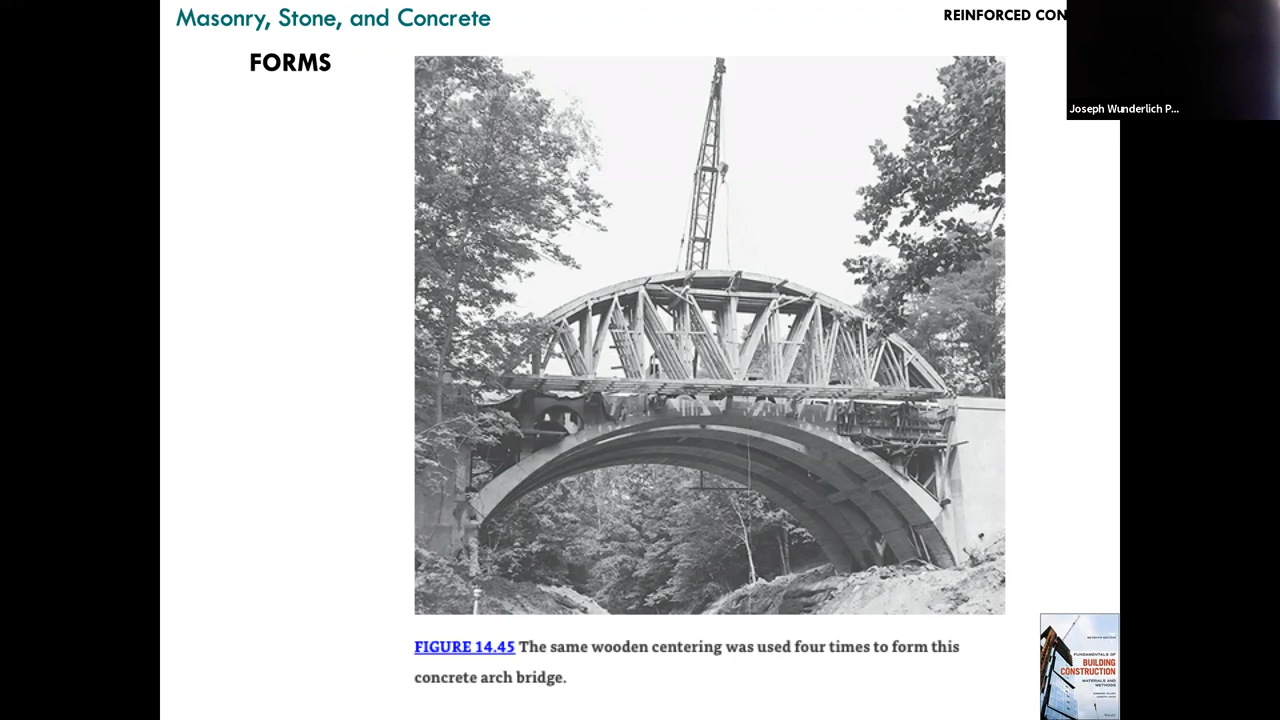 Masonry, Stone, and Concrete
REINFORCED CON
FORMS
Joseph Wunderlich P...
FIGURE 14.45 The same wooden centering was used four times to form this
concrete arch bridge.
FUNDAMENTALS OF
BUILDING
CONSTRUCTION
MATERIALS AND
METHODS
WILEY